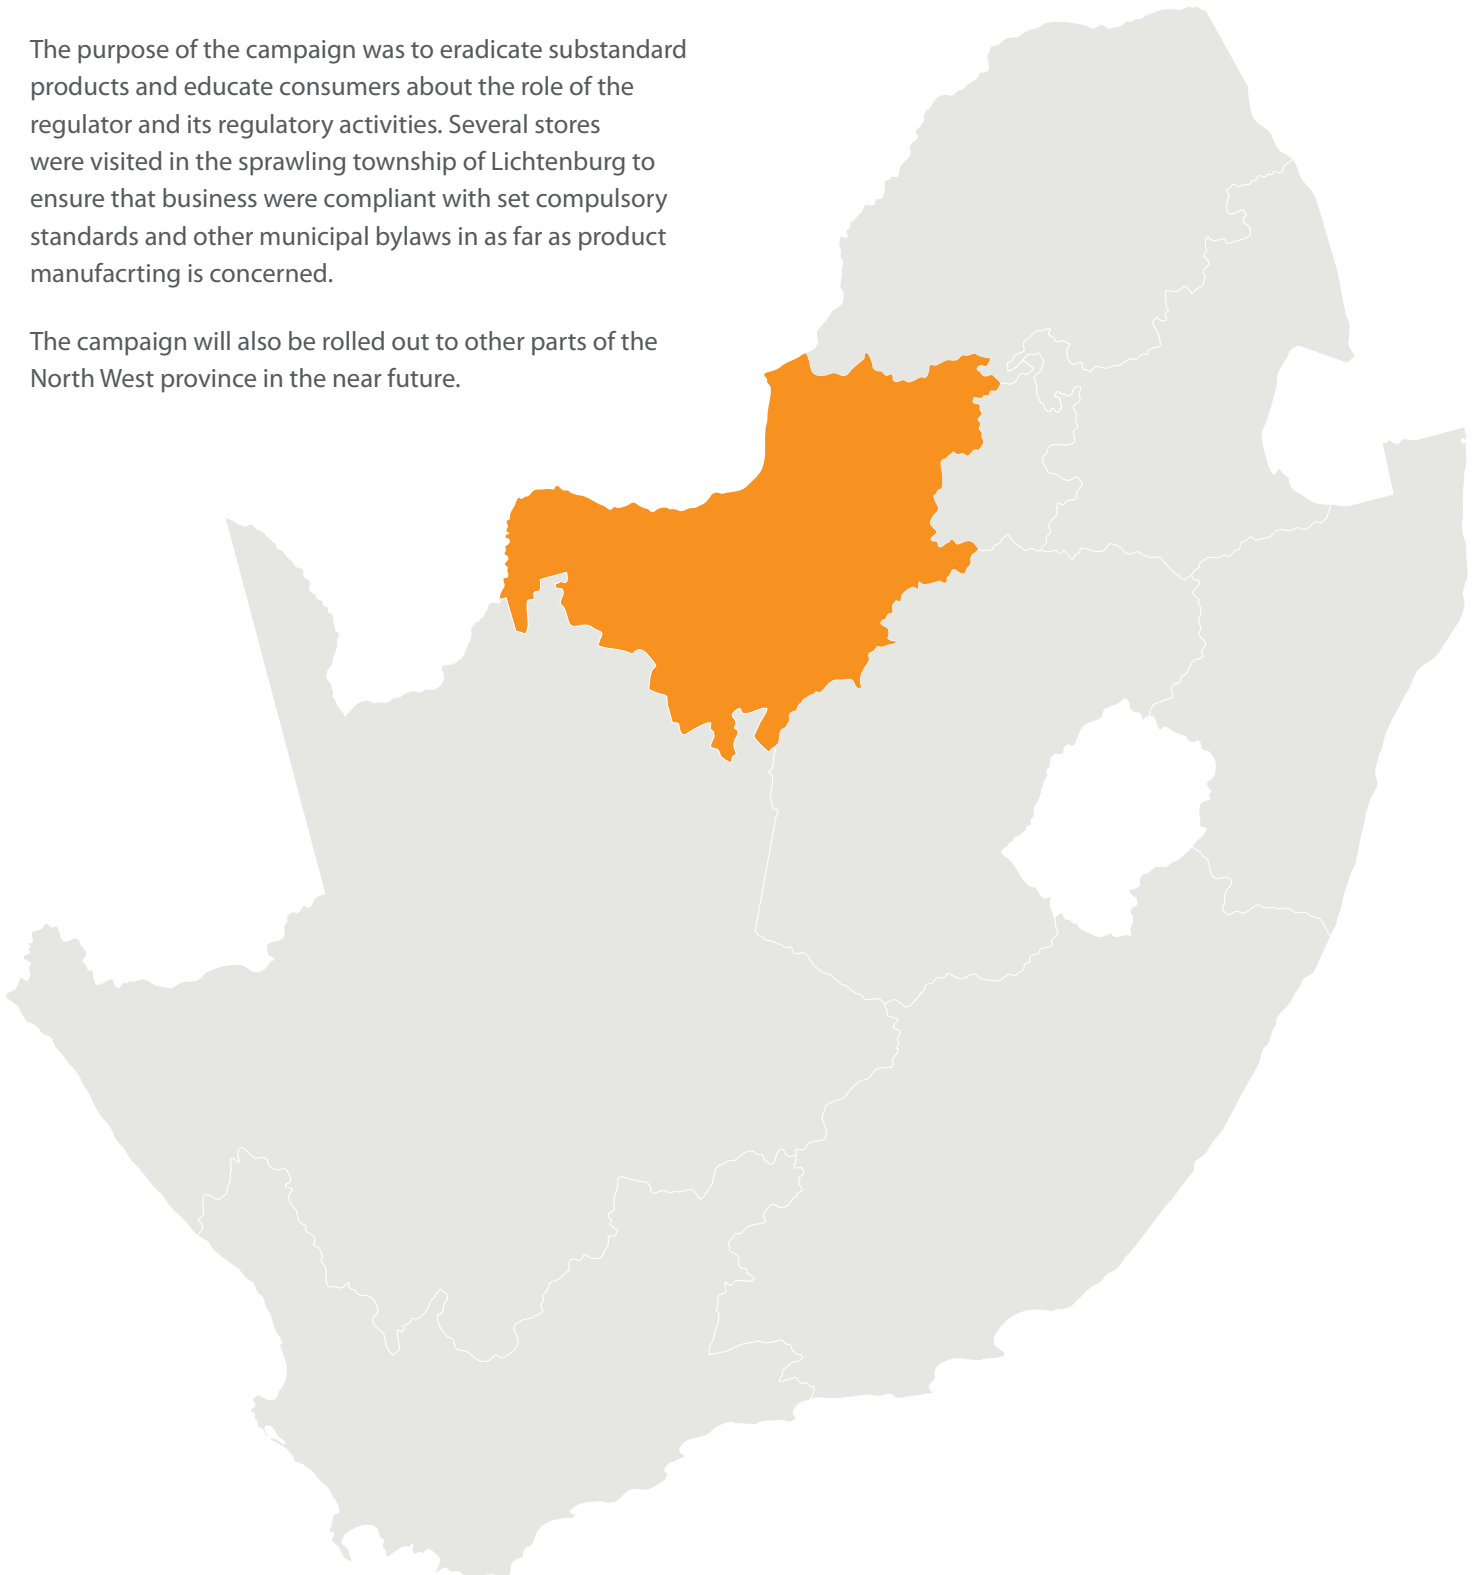 The purpose of the campaign was to eradicate substandard
products and educate consumers about the role of the
regulator and its regulatory activities. Several stores
were visited in the sprawling township of Lichtenburg to
ensure that business were compliant with set compulsory
standards and other municipal bylaws in as far as product
manufacrting is concerned.
The campaign will also be rolled out to other parts of the
North West province in the near future.